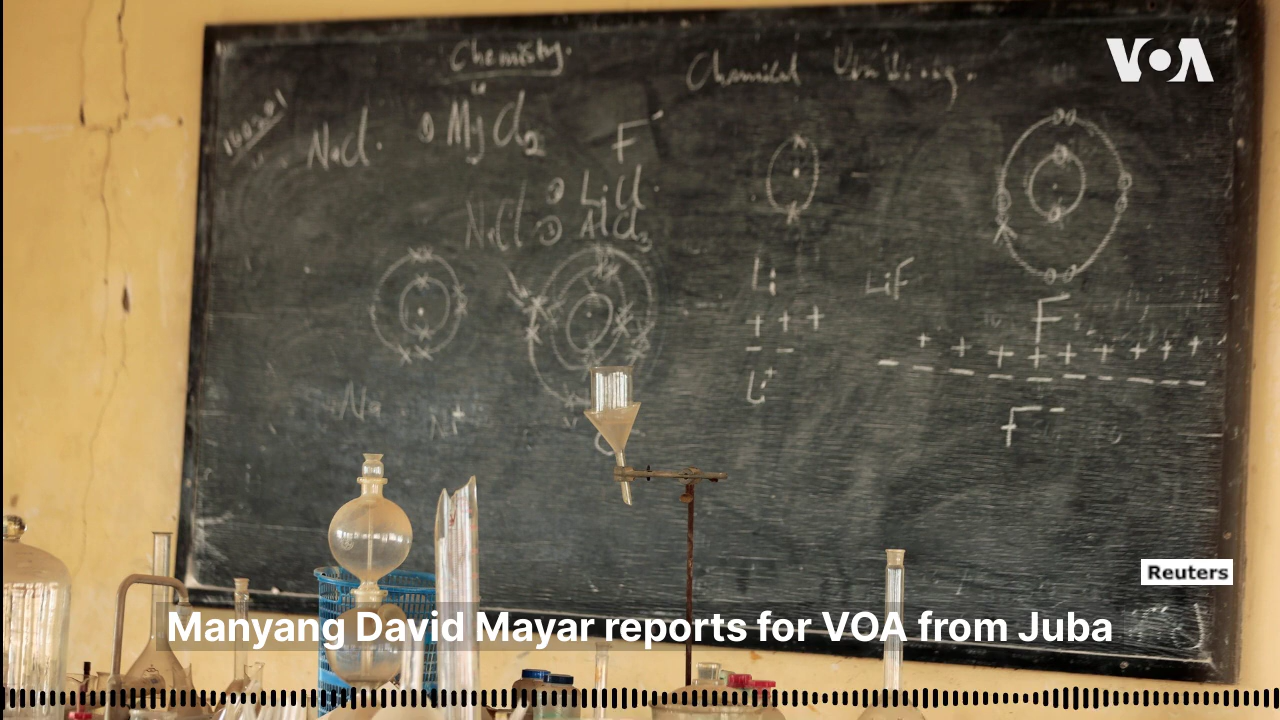 VOA
Chemistry.
Chemical
160201
NaCl.
MgCl2
F-
LiCl.
NaCl
AlCl3
Li
LiF
F
+ + +
- -
+ + + + + + + + +
- - - - - - - - -
Li+
F-
Na
Reuters
Manyang David Mayar reports for VOA from Juba